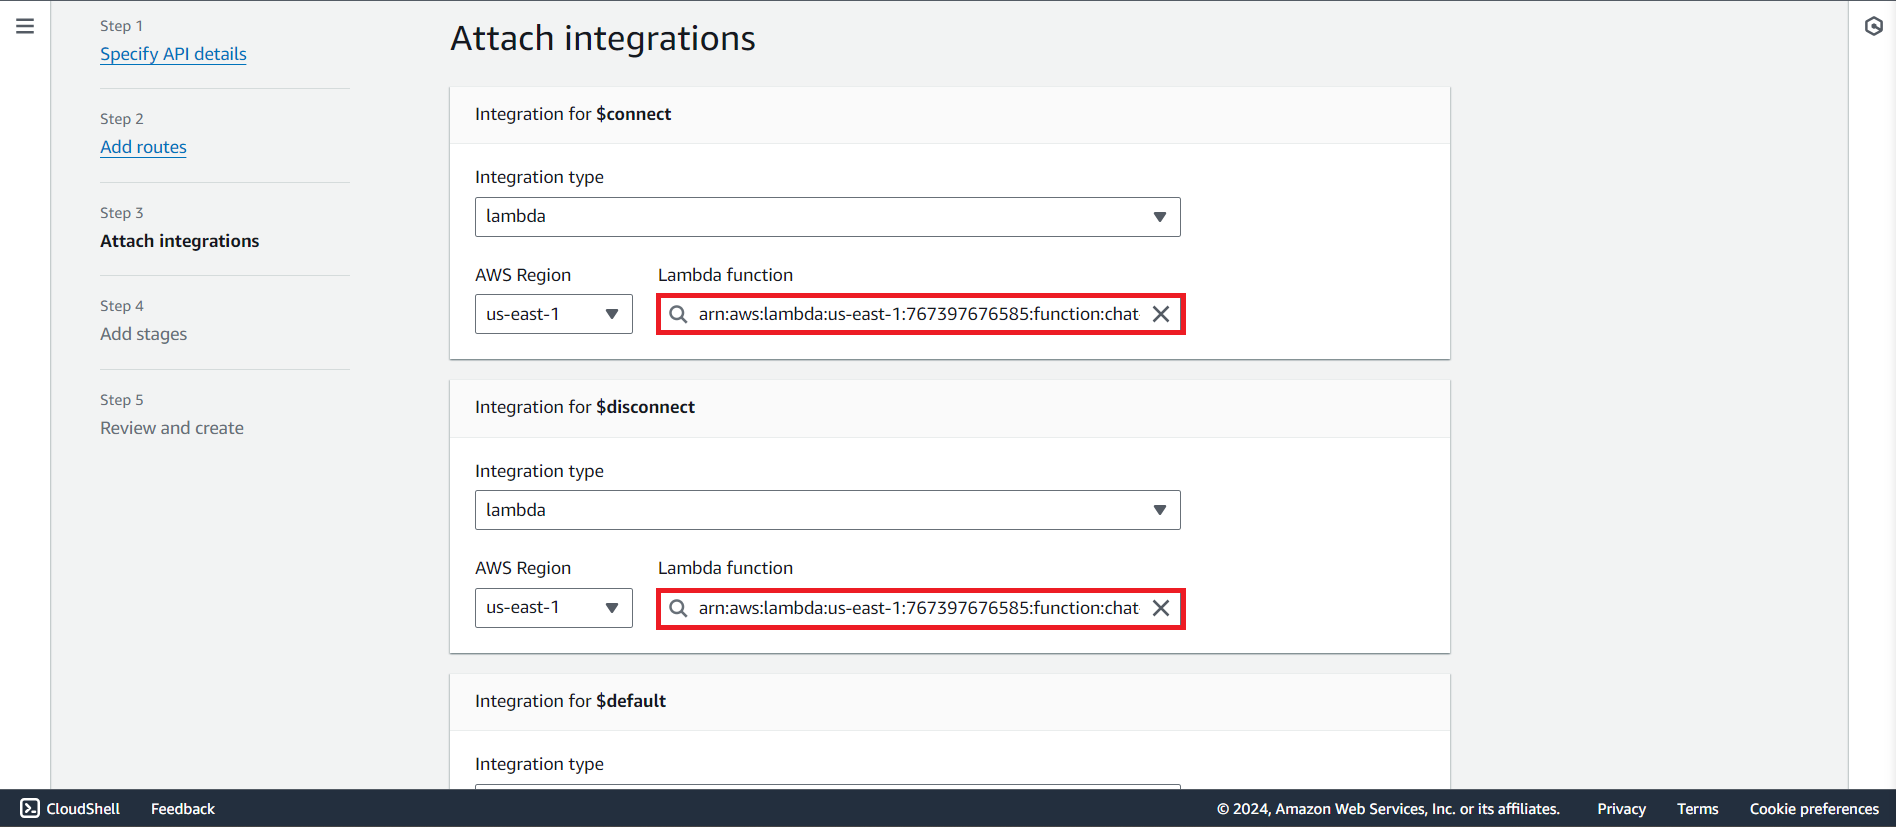 Step 1
Specify API details
Step 2
Add routes
Step 3
Attach integrations
Step 4
Add stages
Step 5
Review and create
Attach integrations
Integration for $connect
Integration type
lambda
AWS Region
Lambda function
us-east-1
arn:aws:lambda:us-east-1:767397676585:function:chat
Integration for $disconnect
Integration type
lambda
AWS Region
Lambda function
us-east-1
arn:aws:lambda:us-east-1:767397676585:function:chat
Integration for $default
Integration type
CloudShell
Feedback
© 2024, Amazon Web Services, Inc. or its affiliates.
Privacy
Terms
Cookie preferences